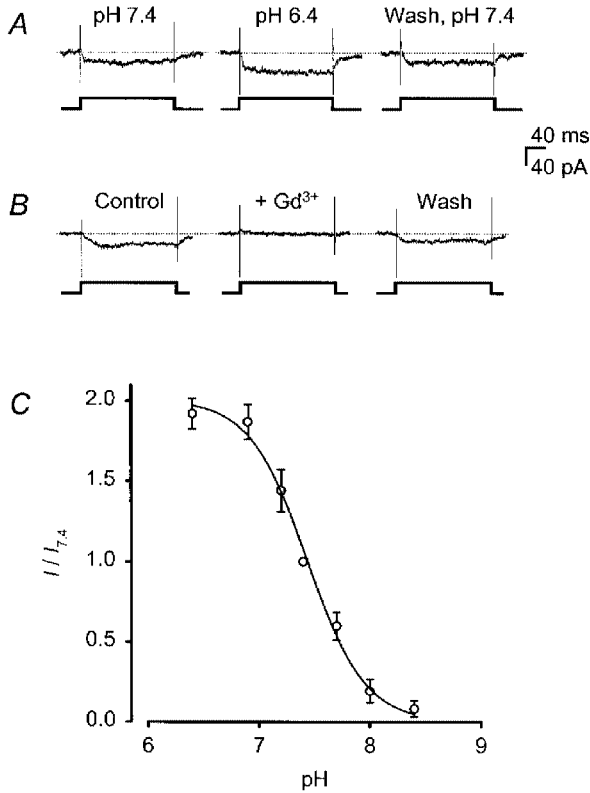 A
pH 7.4
pH 6.4
Wash, pH 7.4
40 ms
40 pA
B
Control
+ Gd³⁺
Wash
C
2.0
1.5
1.0
0.5
0.0
I / I7.4
6
7
8
9
pH